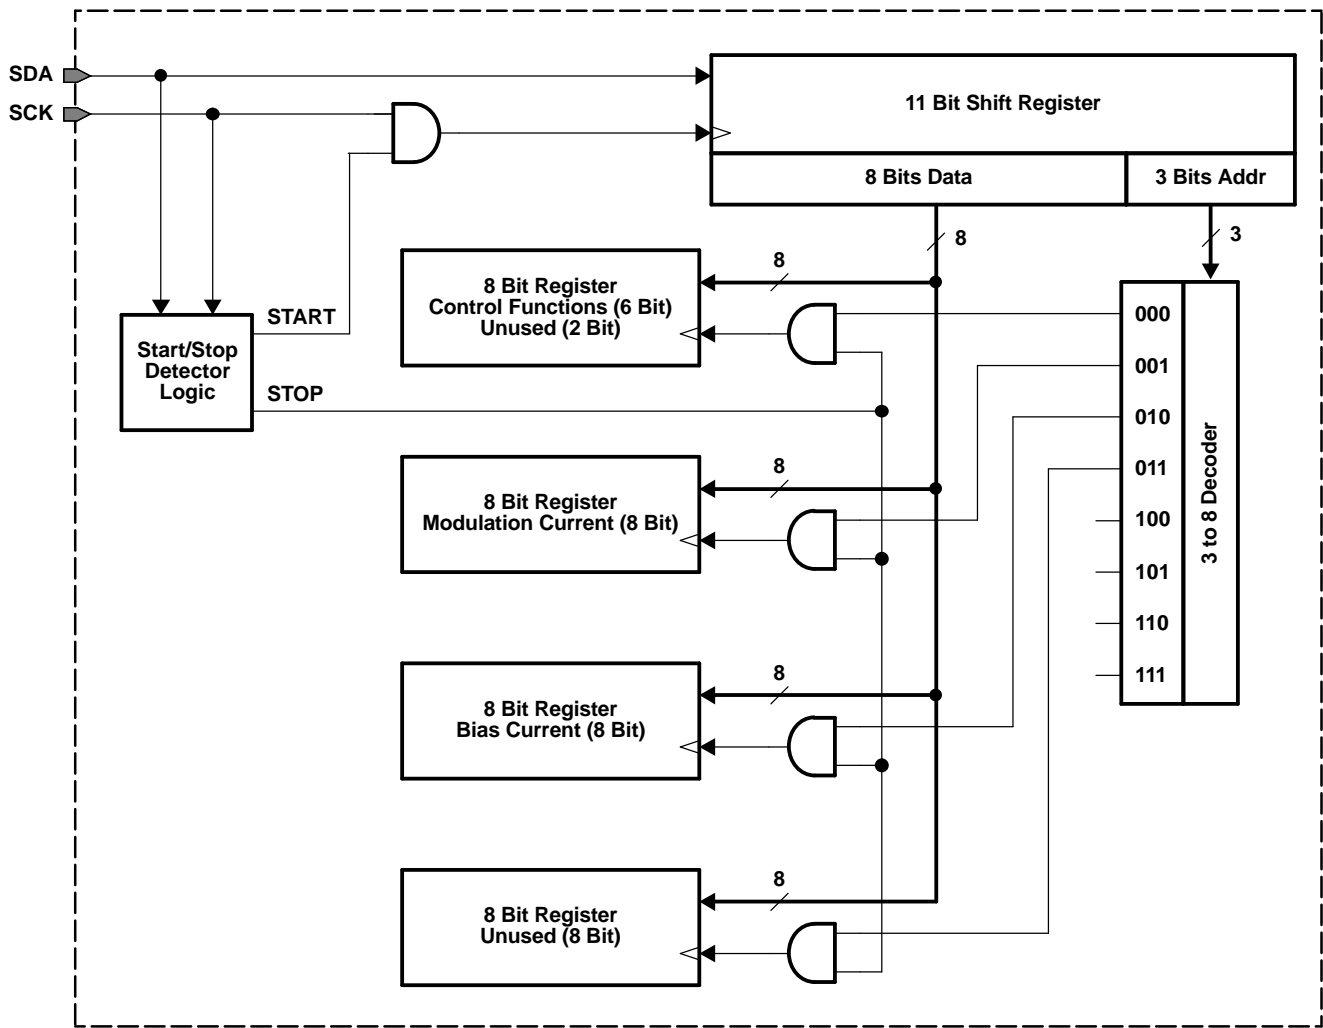 SDA
SCK
11 Bit Shift Register
8 Bits Data
3 Bits Addr
8
3
8
8 Bit Register
Control Functions (6 Bit)
Unused (2 Bit)
START
Start/Stop
Detector
Logic
STOP
000
001
010
011
100
101
110
111
3 to 8 Decoder
8
8 Bit Register
Modulation Current (8 Bit)
8
8 Bit Register
Bias Current (8 Bit)
8
8 Bit Register
Unused (8 Bit)